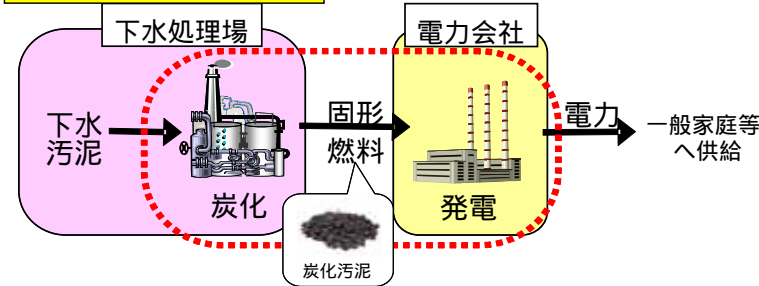 下水処理場
電力会社
下水
汚泥
炭化
固形
燃料
発電
電力
一般家庭等
へ供給
炭化汚泥